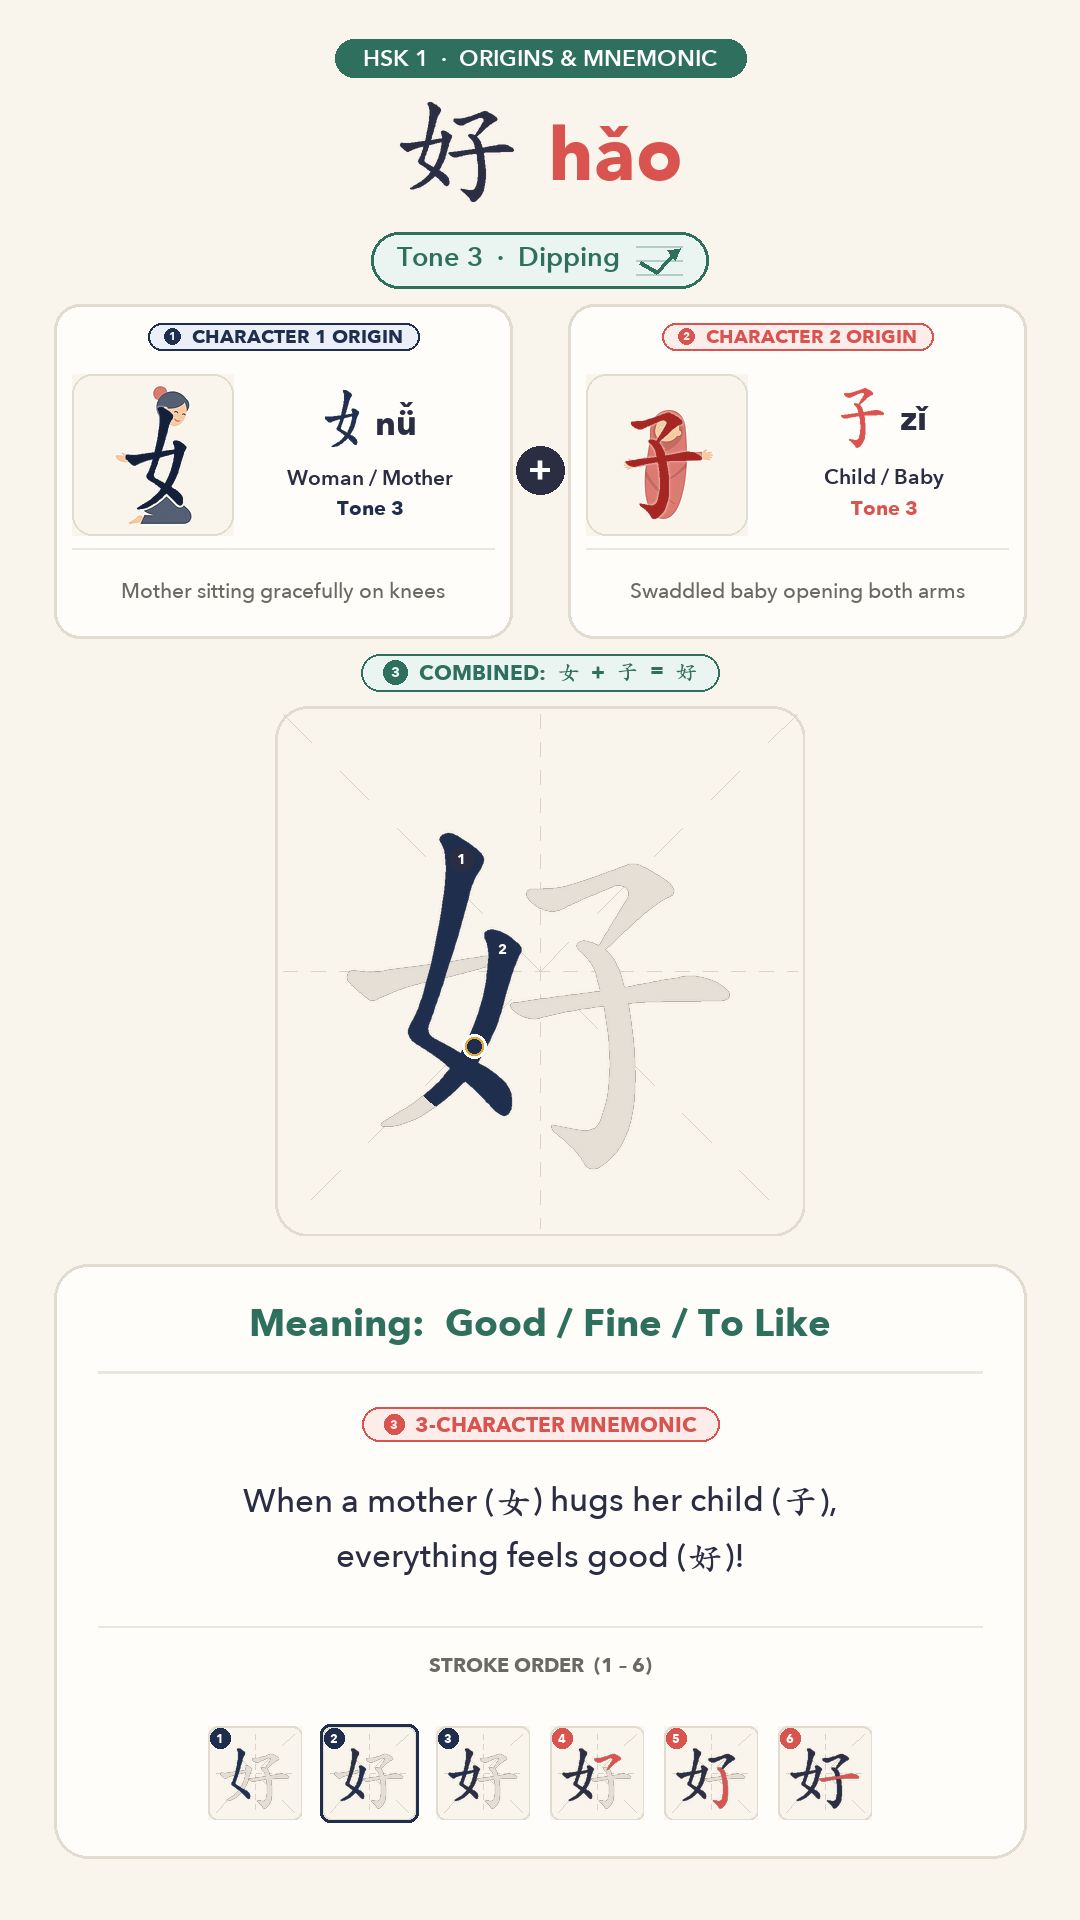 HSK 1 · ORIGINS & MNEMONIC
好 hǎo
Tone 3 · Dipping
1 CHARACTER 1 ORIGIN
女 nǚ
Woman / Mother
Tone 3
Mother sitting gracefully on knees
+
2 CHARACTER 2 ORIGIN
子 zǐ
Child / Baby
Tone 3
Swaddled baby opening both arms
3 COMBINED: 女 + 子 = 好
1
2
Meaning: Good / Fine / To Like
3 3-CHARACTER MNEMONIC
When a mother (女) hugs her child (子),
everything feels good (好)!
STROKE ORDER (1 – 6)
1 2 3 4 5 6